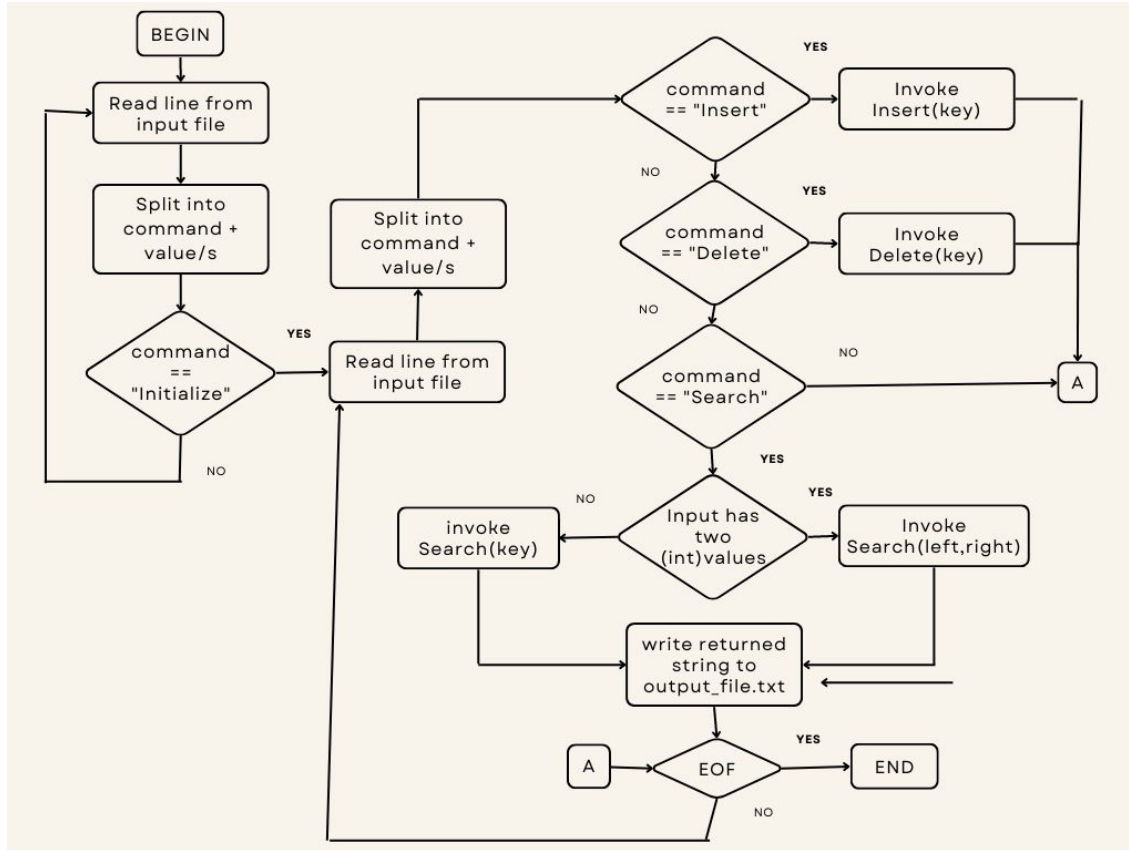 BEGIN
Read line from
input file
Split into
command +
value/s
command
==
"Initialize"
YES
NO
Read line from
input file
Split into
command +
value/s
command
== "Insert"
YES
Invoke
Insert(key)
NO
command
== "Delete"
YES
Invoke
Delete(key)
NO
command
== "Search"
NO
A
YES
Input has
two
(int)values
NO
invoke
Search(key)
YES
Invoke
Search(left,right)
write returned
string to
output_file.txt
A
EOF
YES
END
NO